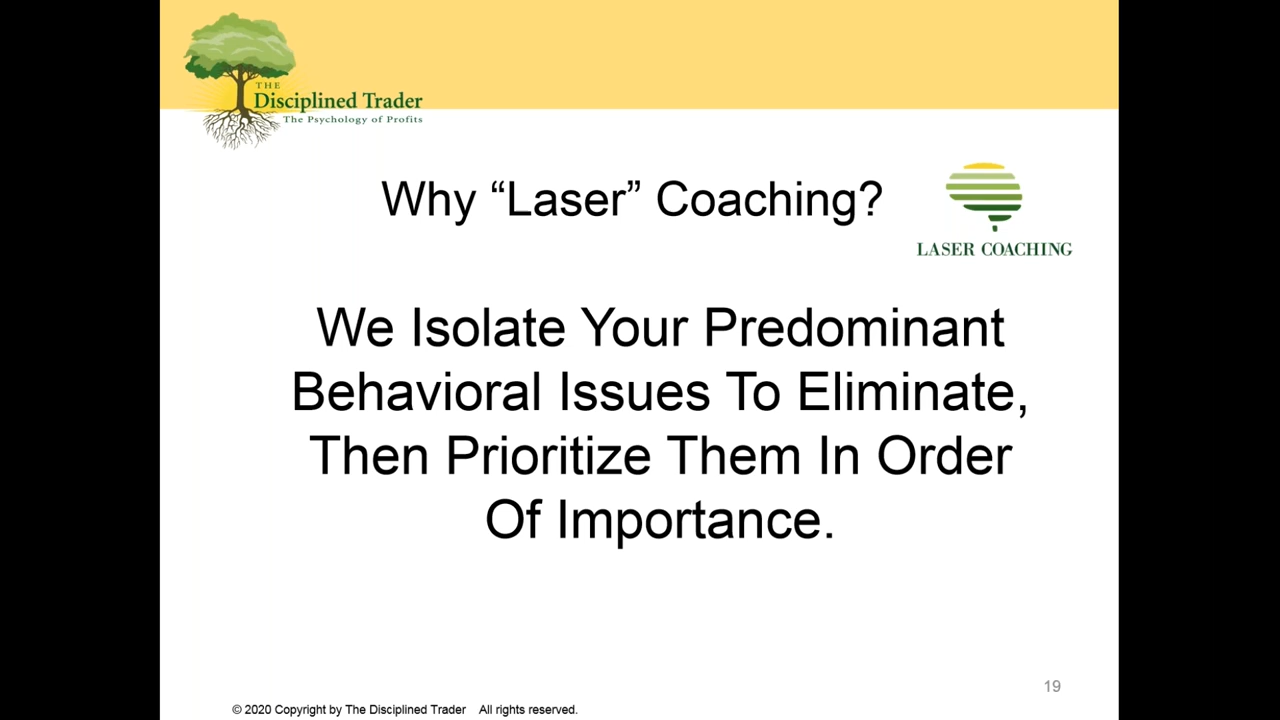 THE
Disciplined Trader
The Psychology of Profits
Why “Laser” Coaching?
LASER COACHING
We Isolate Your Predominant
Behavioral Issues To Eliminate,
Then Prioritize Them In Order
Of Importance.
19
© 2020 Copyright by The Disciplined Trader All rights reserved.